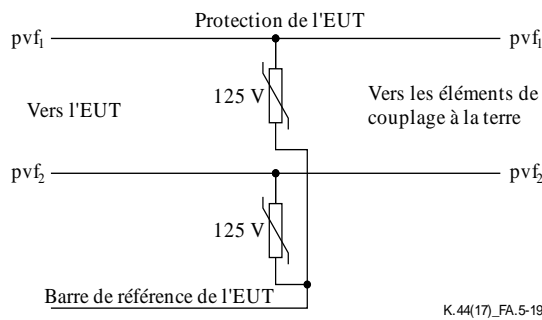 Protection de l'EUT
pvf1
pvf1
125 V
Vers l'EUT
Vers les éléments de
couplage à la terre
pvf2
pvf2
125 V
Barre de référence de l'EUT
K.44(17)_FA.5-19